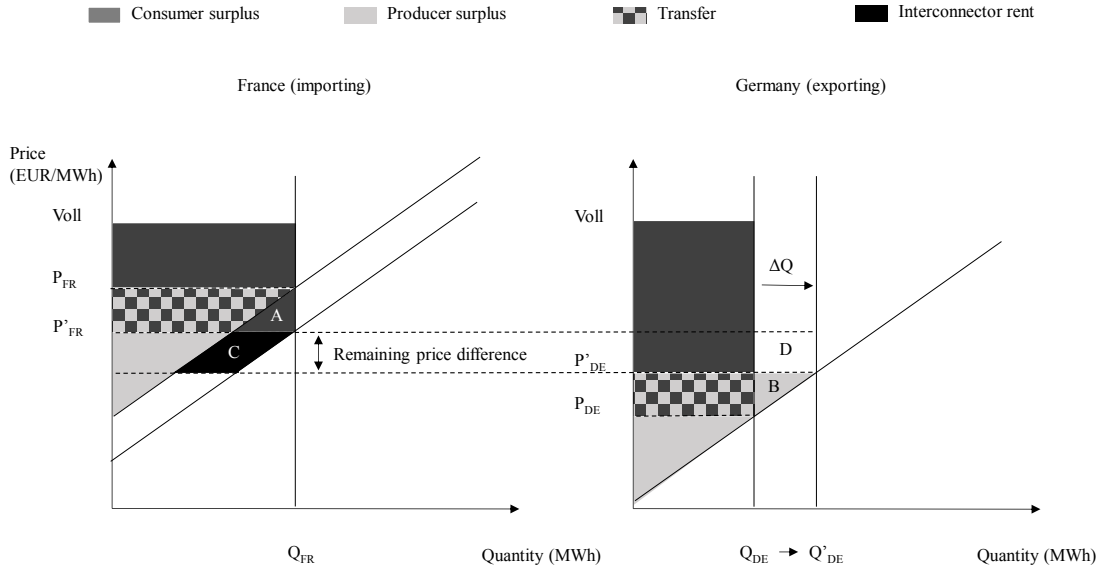 Consumer surplus
Producer surplus
Transfer
Interconnector rent
France (importing)
Germany (exporting)
Price
(EUR/MWh)
Voll
Voll
P_FR
ΔQ
P'_FR
A
D
C
Remaining price difference
P'_DE
B
P_DE
Q_FR
Quantity (MWh)
Q_DE → Q'_DE
Quantity (MWh)